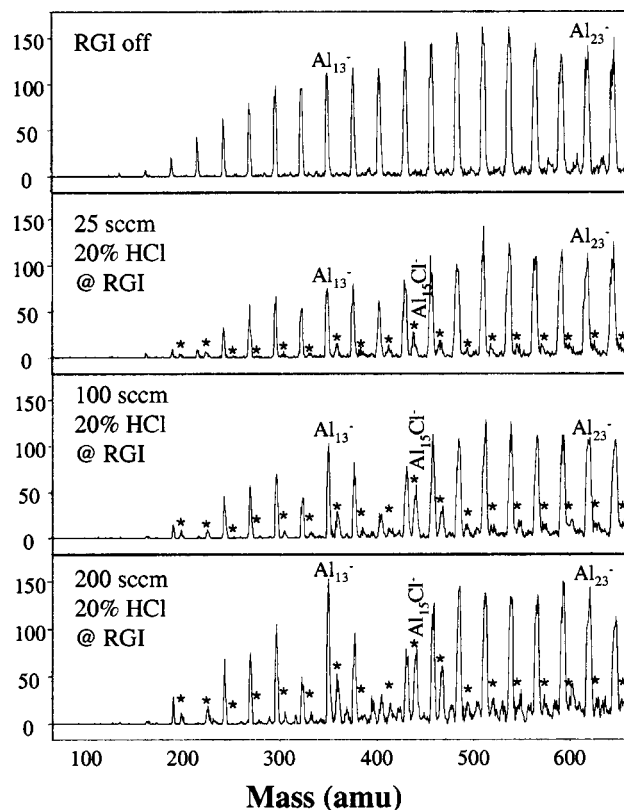 150
100
50
0
RGI off
Al₁₃⁻
Al₂₃⁻
150
100
50
0
25 sccm
20% HCl
@ RGI
Al₁₃⁻
Al₁₅Cl⁻
Al₂₃⁻
* * * * * * * * * * * * * * * * *
150
100
50
0
100 sccm
20% HCl
@ RGI
Al₁₃⁻
Al₁₅Cl⁻
Al₂₃⁻
* * * * * * * * * * * * * * * * *
150
100
50
0
200 sccm
20% HCl
@ RGI
Al₁₃⁻
Al₁₅Cl⁻
Al₂₃⁻
* * * * * * * * * * * * * * * * *
100 200 300 400 500 600
Mass (amu)